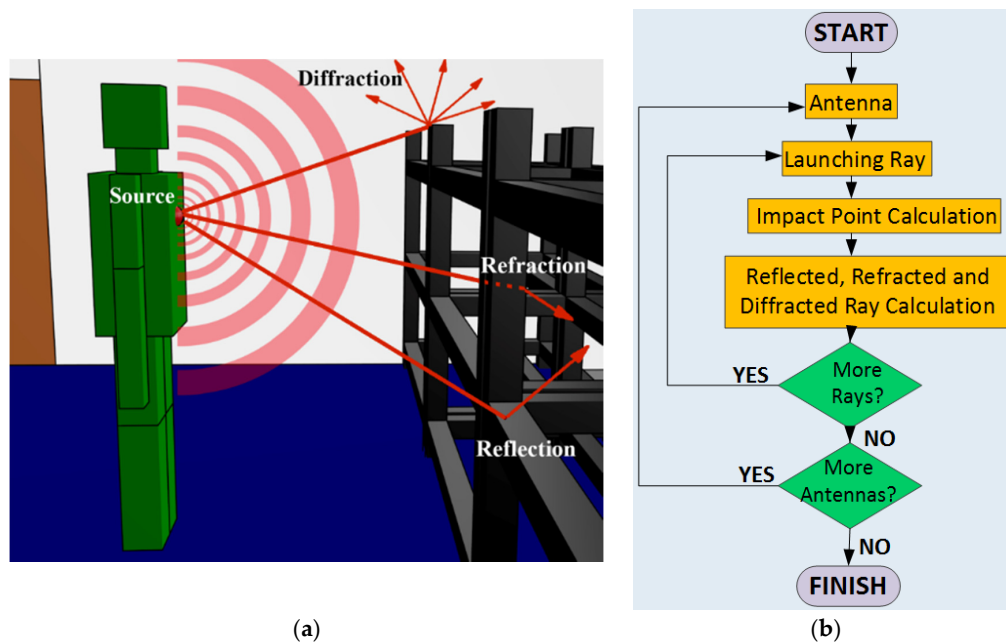 Diffraction
Source
Refraction
Reflection
(a)
START
Antenna
Launching Ray
Impact Point Calculation
Reflected, Refracted and
Diffracted Ray Calculation
YES
More
Rays?
NO
YES
More
Antennas?
NO
FINISH
(b)